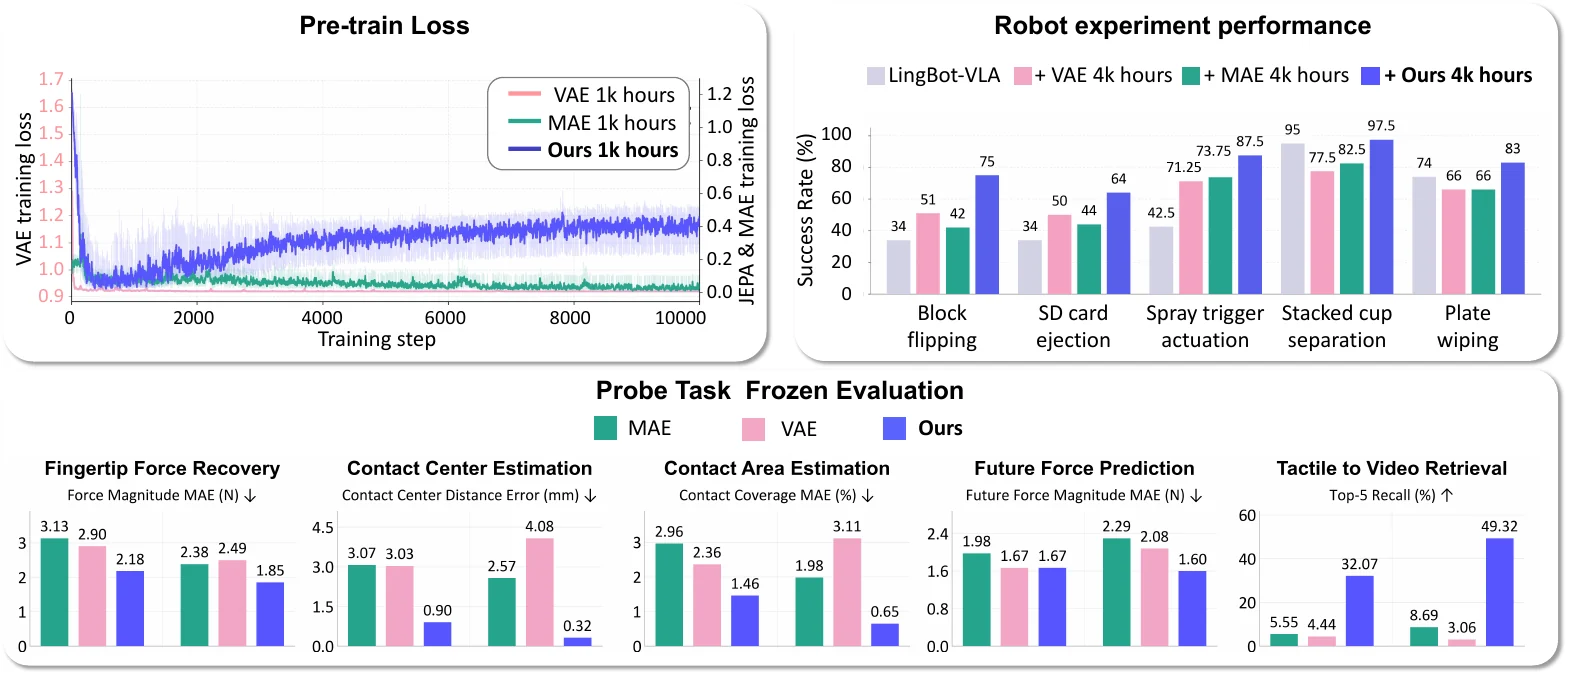 Pre-train Loss
VAE training loss
1.7
1.6
1.5
1.4
1.3
1.2
1.1
1.0
0.9
VAE 1k hours
MAE 1k hours
Ours 1k hours
1.2
1.0
0.8
0.6
0.4
0.2
0.0
JEPA & MAE training loss
0 2000 4000 6000 8000 10000
Training step
Robot experiment performance
LingBot-VLA + VAE 4k hours + MAE 4k hours + Ours 4k hours
Success Rate (%)
100
80
60
40
20
0
34 51 42 75
34 50 44 64
42.5 71.25 73.75 87.5
95 77.5 82.5 97.5
74 66 66 83
Block flipping
SD card ejection
Spray trigger actuation
Stacked cup separation
Plate wiping
Probe Task Frozen Evaluation
MAE VAE Ours
Fingertip Force Recovery
Force Magnitude MAE (N) ↓
3
2
1
0
3.13 2.90 2.18 2.38 2.49 1.85
Contact Center Estimation
Contact Center Distance Error (mm) ↓
4.5
3.0
1.5
0.0
3.07 3.03 0.90 2.57 4.08 0.32
Contact Area Estimation
Contact Coverage MAE (%) ↓
3
2
1
0
2.96 2.36 1.46 1.98 3.11 0.65
Future Force Prediction
Future Force Magnitude MAE (N) ↓
2.4
1.6
0.8
0.0
1.98 1.67 1.67 2.29 2.08 1.60
Tactile to Video Retrieval
Top-5 Recall (%) ↑
60
40
20
0
5.55 4.44 32.07 8.69 3.06 49.32